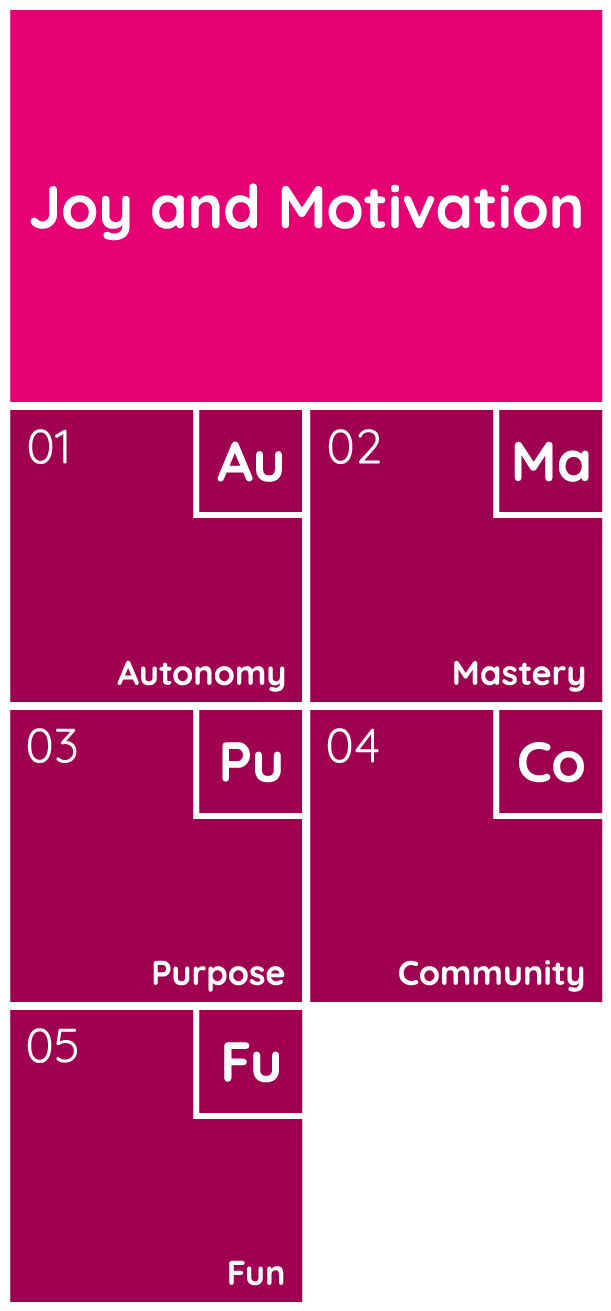 Joy and Motivation
01
Au
Autonomy
02
Ma
Mastery
03
Pu
Purpose
04
Co
Community
05
Fu
Fun